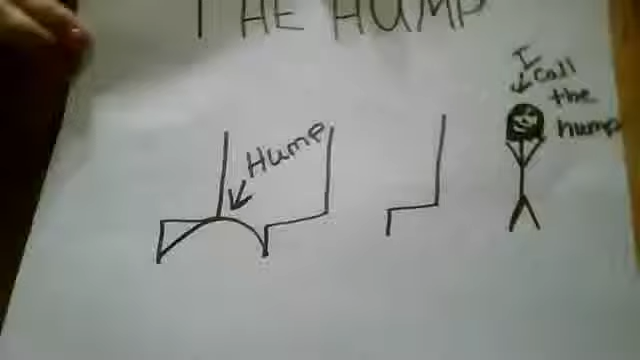 THE HUMP
Hump
I
call
the
hump